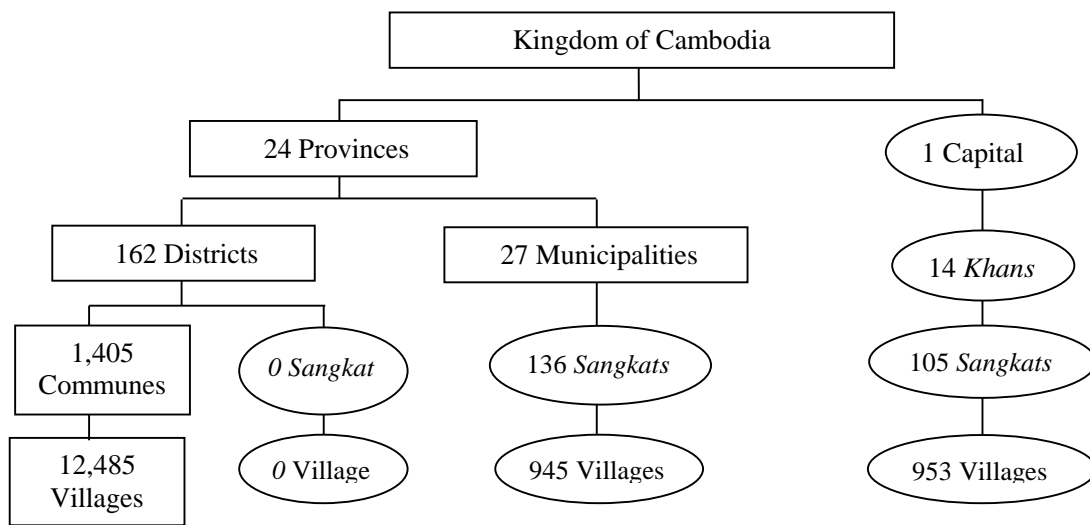 Kingdom of Cambodia
24 Provinces
1 Capital
162 Districts
27 Municipalities
14 Khans
1,405
Communes
0 Sangkat
136 Sangkats
105 Sangkats
12,485
Villages
0 Village
945 Villages
953 Villages